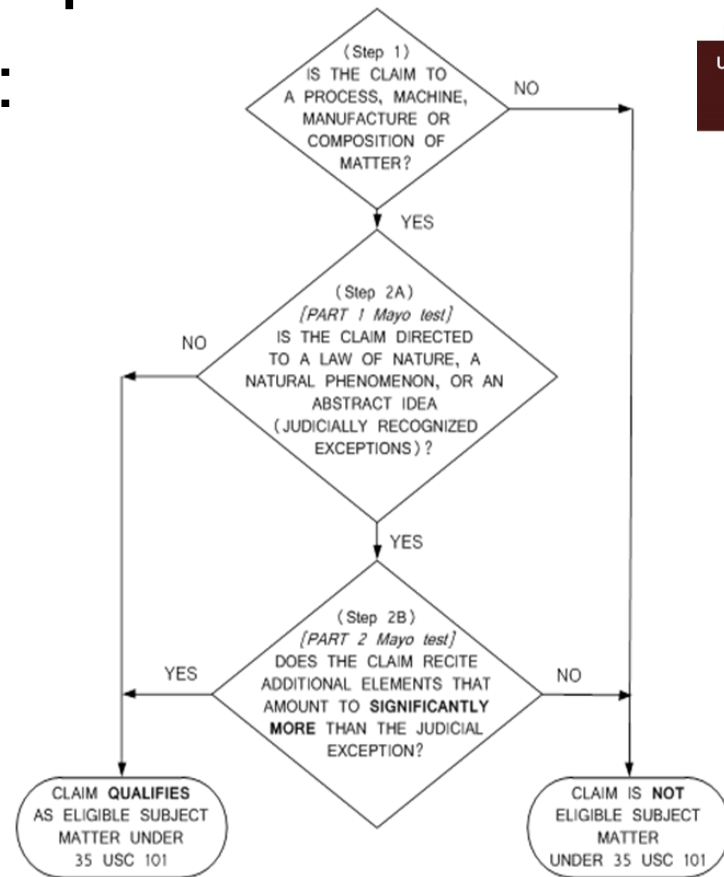 (Step 1)
IS THE CLAIM TO
A PROCESS, MACHINE,
MANUFACTURE OR
COMPOSITION OF
MATTER?
NO
YES
(Step 2A)
[PART 1 Mayo test]
IS THE CLAIM DIRECTED
TO A LAW OF NATURE, A
NATURAL PHENOMENON, OR AN
ABSTRACT IDEA
(JUDICIALLY RECOGNIZED
EXCEPTIONS)?
NO
YES
(Step 2B)
[PART 2 Mayo test]
DOES THE CLAIM RECITE
ADDITIONAL ELEMENTS THAT
AMOUNT TO SIGNIFICANTLY
MORE THAN THE JUDICIAL
EXCEPTION?
YES
NO
CLAIM QUALIFIES
AS ELIGIBLE SUBJECT
MATTER UNDER
35 USC 101
CLAIM IS NOT
ELIGIBLE SUBJECT
MATTER
UNDER 35 USC 101